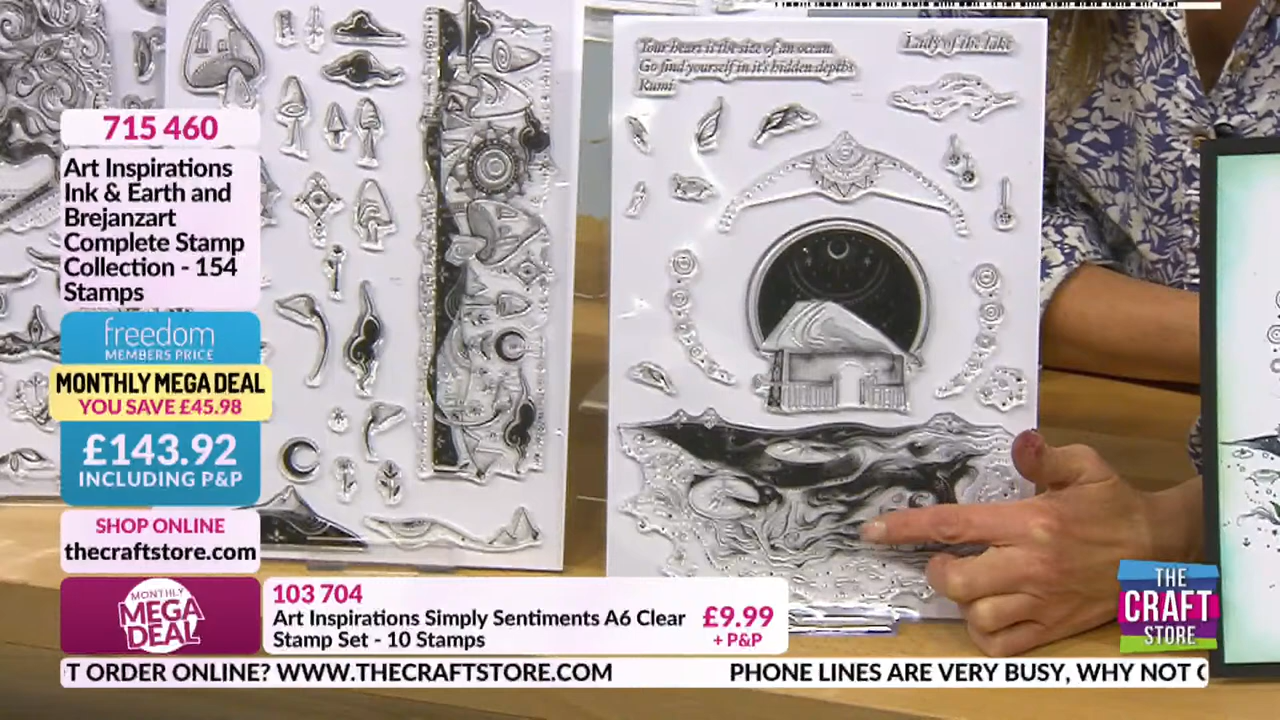 Your heart is the size of an ocean.
Go find yourself in it's hidden depths
Rumi
Lady of the lake
715 460
Art Inspirations
Ink & Earth and
Brejanzart
Complete Stamp
Collection - 154
Stamps
freedom
MEMBERS PRICE
MONTHLY MEGA DEAL
YOU SAVE £45.98
£143.92
INCLUDING P&P
SHOP ONLINE
thecraftstore.com
MONTHLY
MEGA
DEAL
103 704
Art Inspirations Simply Sentiments A6 Clear
Stamp Set - 10 Stamps
£9.99
+ P&P
THE
CRAFT
STORE
T ORDER ONLINE? WWW.THECRAFTSTORE.COM
PHONE LINES ARE VERY BUSY, WHY NOT